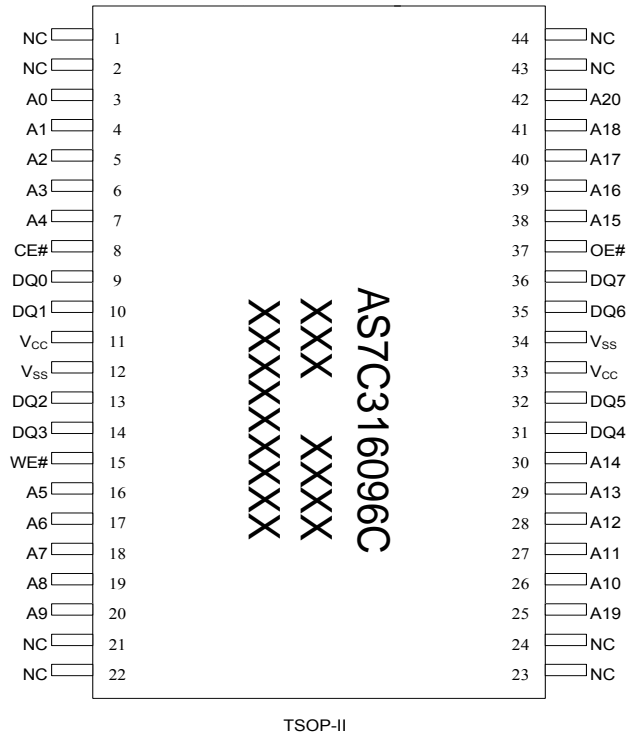 NC 1 44 NC
NC 2 43 NC
A0 3 42 A20
A1 4 41 A18
A2 5 40 A17
A3 6 39 A16
A4 7 38 A15
CE# 8 37 OE#
DQ0 9 36 DQ7
DQ1 10 35 DQ6
VCC 11 34 VSS
VSS 12 33 VCC
DQ2 13 32 DQ5
DQ3 14 31 DQ4
WE# 15 30 A14
A5 16 29 A13
A6 17 28 A12
A7 18 27 A11
A8 19 26 A10
A9 20 25 A19
NC 21 24 NC
NC 22 23 NC
AS7C316096C
XXX XXXX
XXXXXXXXX
TSOP-II